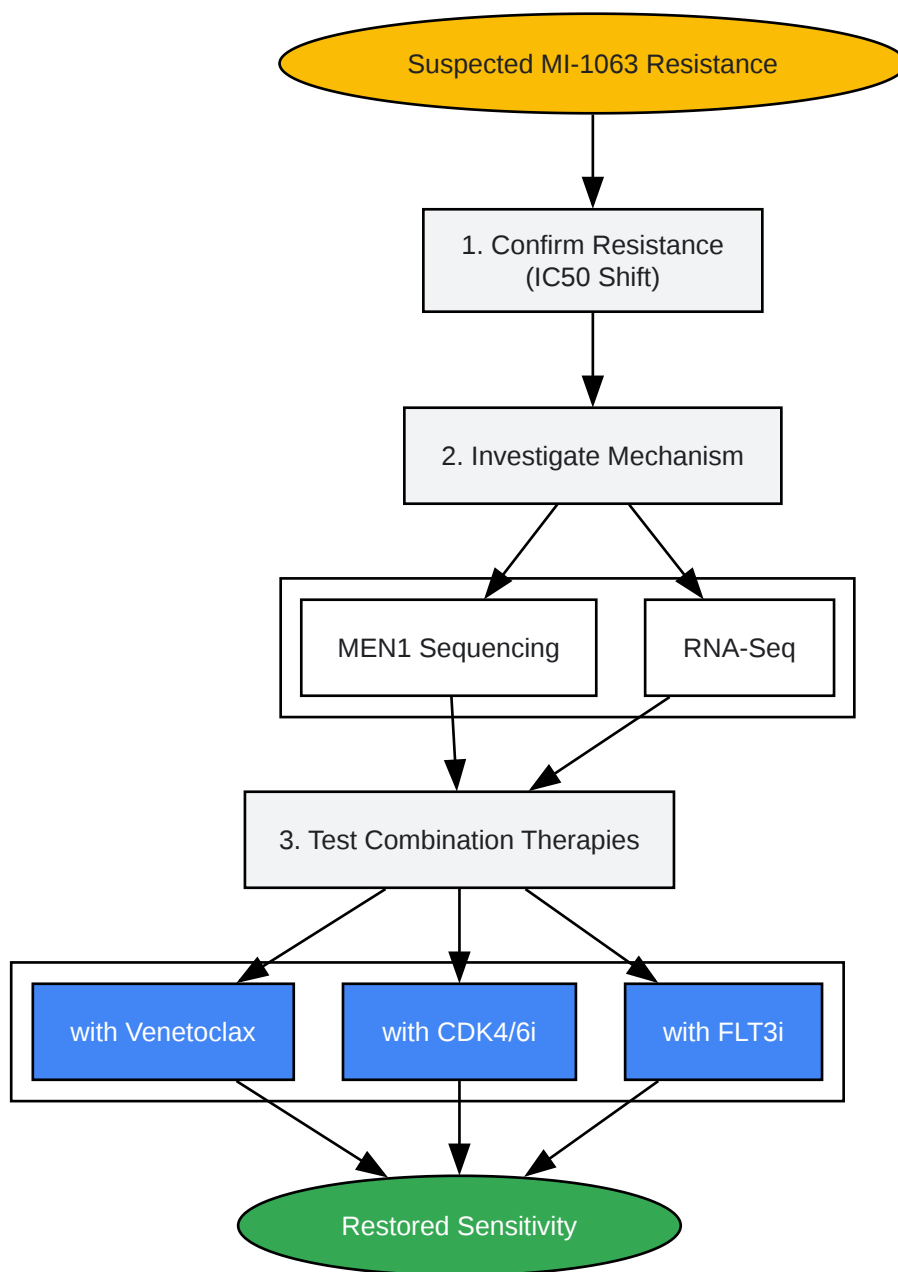 Suspected MI-1063 Resistance
1. Confirm Resistance
(IC50 Shift)
2. Investigate Mechanism
MEN1 Sequencing
RNA-Seq
3. Test Combination Therapies
with Venetoclax
with CDK4/6i
with FLT3i
Restored Sensitivity